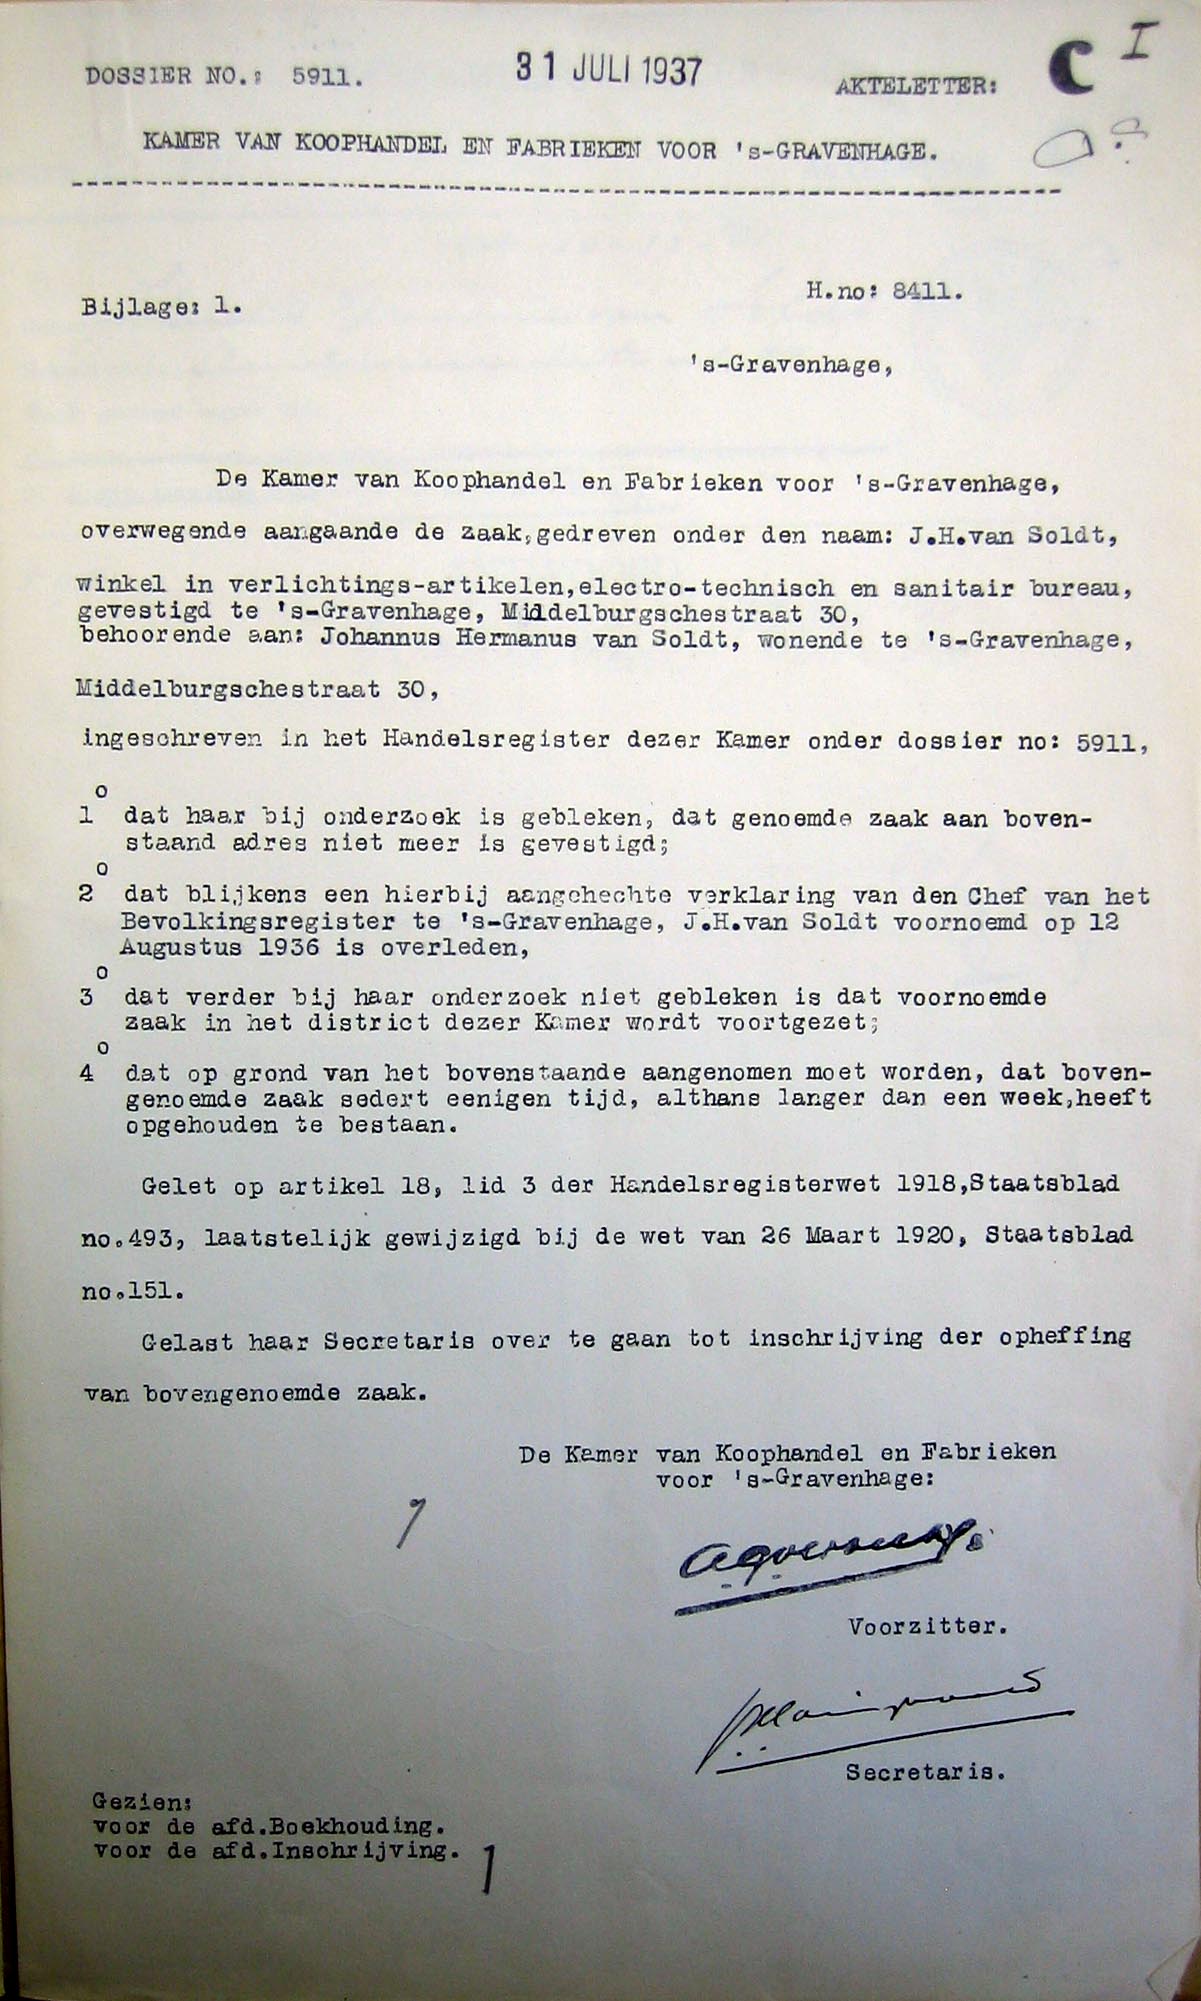 DOSSIER NO.: 5911.
31 JULI 1937
AKTELETTER: C I
KAMER VAN KOOPHANDEL EN FABRIEKEN VOOR 's-GRAVENHAGE.
Bijlage: 1.
H.no: 8411.
's-Gravenhage,
De Kamer van Koophandel en Fabrieken voor 's-Gravenhage,
overwegende aangaande de zaak,gedreven onder den naam: J.H.van Soldt,
winkel in verlichtings-artikelen,electro-technisch en sanitair bureau,
gevestigd te 's-Gravenhage, Middelburgschestraat 30,
behoorende aan: Johannus Hermanus van Soldt, wonende te 's-Gravenhage,
Middelburgschestraat 30,
ingeschreven in het Handelsregister dezer Kamer onder dossier no: 5911,
1o dat haar bij onderzoek is gebleken, dat genoemde zaak aan boven-
staand adres niet meer is gevestigd;
2o dat blijkens een hierbij aangehechte verklaring van den Chef van het
Bevolkingsregister te 's-Gravenhage, J.H.van Soldt voornoemd op 12
Augustus 1936 is overleden,
3o dat verder bij haar onderzoek niet gebleken is dat voornoemde
zaak in het district dezer Kamer wordt voortgezet;
4o dat op grond van het bovenstaande aangenomen moet worden, dat boven-
genoemde zaak sedert eenigen tijd, althans langer dan een week,heeft
opgehouden te bestaan.
Gelet op artikel 18, lid 3 der Handelsregisterwet 1918,Staatsblad
no.493, laatstelijk gewijzigd bij de wet van 26 Maart 1920, Staatsblad
no.151.
Gelast haar Secretaris over te gaan tot inschrijving der opheffing
van bovengenoemde zaak.
De Kamer van Koophandel en Fabrieken
voor 's-Gravenhage:
Voorzitter.
Secretaris.
Gezien:
voor de afd.Boekhouding.
voor de afd.Inschrijving.